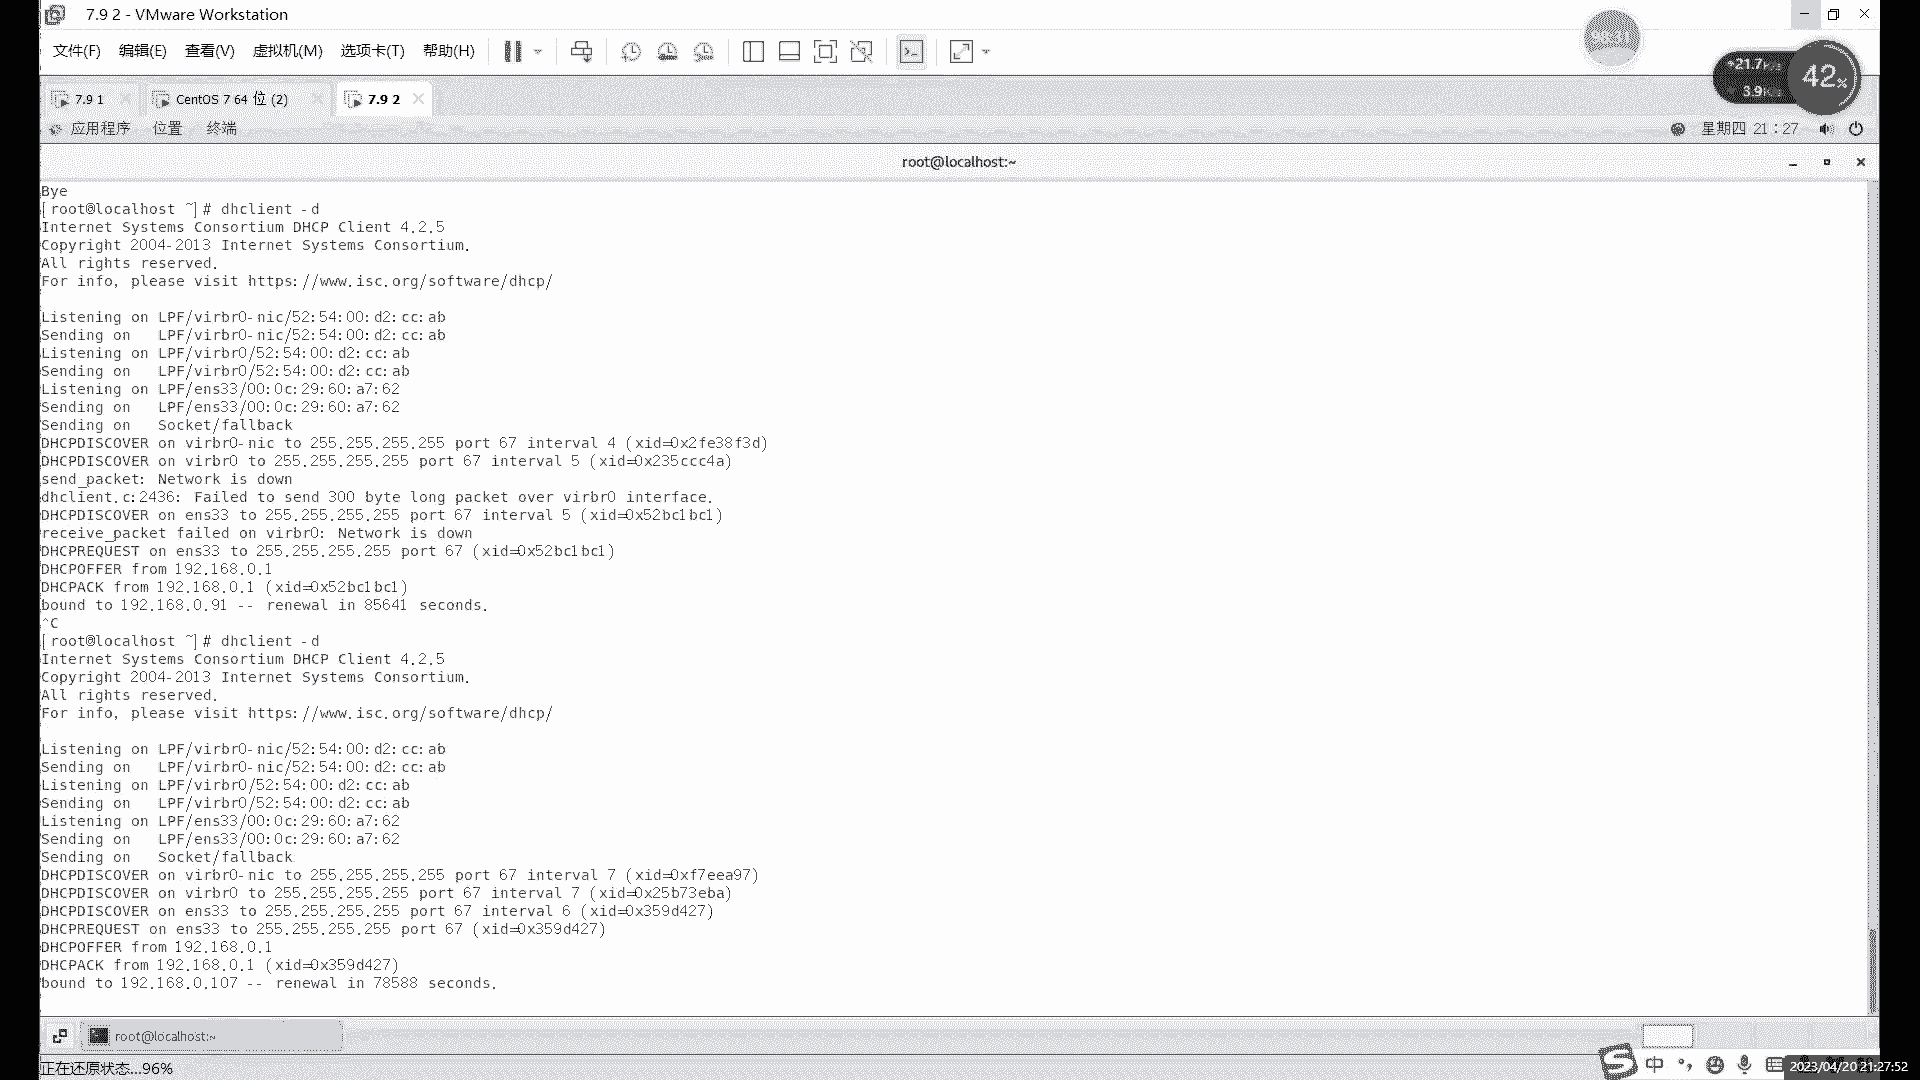 7.9 2 - VMware Workstation
文件(F) 编辑(E) 查看(V) 虚拟机(M) 选项卡(T) 帮助(H)
+21.7K/s
3.9K/s
42%
7.9 1
CentOS 7 64 位 (2)
7.9 2
应用程序 位置 终端
星期四 21：27
root@localhost:~
Bye
[root@localhost ~]# dhclient -d
Internet Systems Consortium DHCP Client 4.2.5
Copyright 2004-2013 Internet Systems Consortium.
All rights reserved.
For info, please visit https://www.isc.org/software/dhcp/
Listening on LPF/virbr0-nic/52:54:00:d2:cc:ab
Sending on   LPF/virbr0-nic/52:54:00:d2:cc:ab
Listening on LPF/virbr0/52:54:00:d2:cc:ab
Sending on   LPF/virbr0/52:54:00:d2:cc:ab
Listening on LPF/ens33/00:0c:29:60:a7:62
Sending on   LPF/ens33/00:0c:29:60:a7:62
Sending on   Socket/fallback
DHCPDISCOVER on virbr0-nic to 255.255.255.255 port 67 interval 4 (xid=0x2fe38f3d)
DHCPDISCOVER on virbr0 to 255.255.255.255 port 67 interval 5 (xid=0x235ccc4a)
send_packet: Network is down
dhclient.c:2436: Failed to send 300 byte long packet over virbr0 interface.
DHCPDISCOVER on ens33 to 255.255.255.255 port 67 interval 5 (xid=0x52bc1bc1)
receive_packet failed on virbr0: Network is down
DHCPREQUEST on ens33 to 255.255.255.255 port 67 (xid=0x52bc1bc1)
DHCPOFFER from 192.168.0.1
DHCPACK from 192.168.0.1 (xid=0x52bc1bc1)
bound to 192.168.0.91 -- renewal in 85641 seconds.
^C
[root@localhost ~]# dhclient -d
Internet Systems Consortium DHCP Client 4.2.5
Copyright 2004-2013 Internet Systems Consortium.
All rights reserved.
For info, please visit https://www.isc.org/software/dhcp/
Listening on LPF/virbr0-nic/52:54:00:d2:cc:ab
Sending on   LPF/virbr0-nic/52:54:00:d2:cc:ab
Listening on LPF/virbr0/52:54:00:d2:cc:ab
Sending on   LPF/virbr0/52:54:00:d2:cc:ab
Listening on LPF/ens33/00:0c:29:60:a7:62
Sending on   LPF/ens33/00:0c:29:60:a7:62
Sending on   Socket/fallback
DHCPDISCOVER on virbr0-nic to 255.255.255.255 port 67 interval 7 (xid=0xf7eea97)
DHCPDISCOVER on virbr0 to 255.255.255.255 port 67 interval 7 (xid=0x25b73eba)
DHCPDISCOVER on ens33 to 255.255.255.255 port 67 interval 6 (xid=0x359d427)
DHCPREQUEST on ens33 to 255.255.255.255 port 67 (xid=0x359d427)
DHCPOFFER from 192.168.0.1
DHCPACK from 192.168.0.1 (xid=0x359d427)
bound to 192.168.0.107 -- renewal in 78588 seconds.
root@localhost:~
正在还原状态...96%
中
2023/04/20 21:27:52